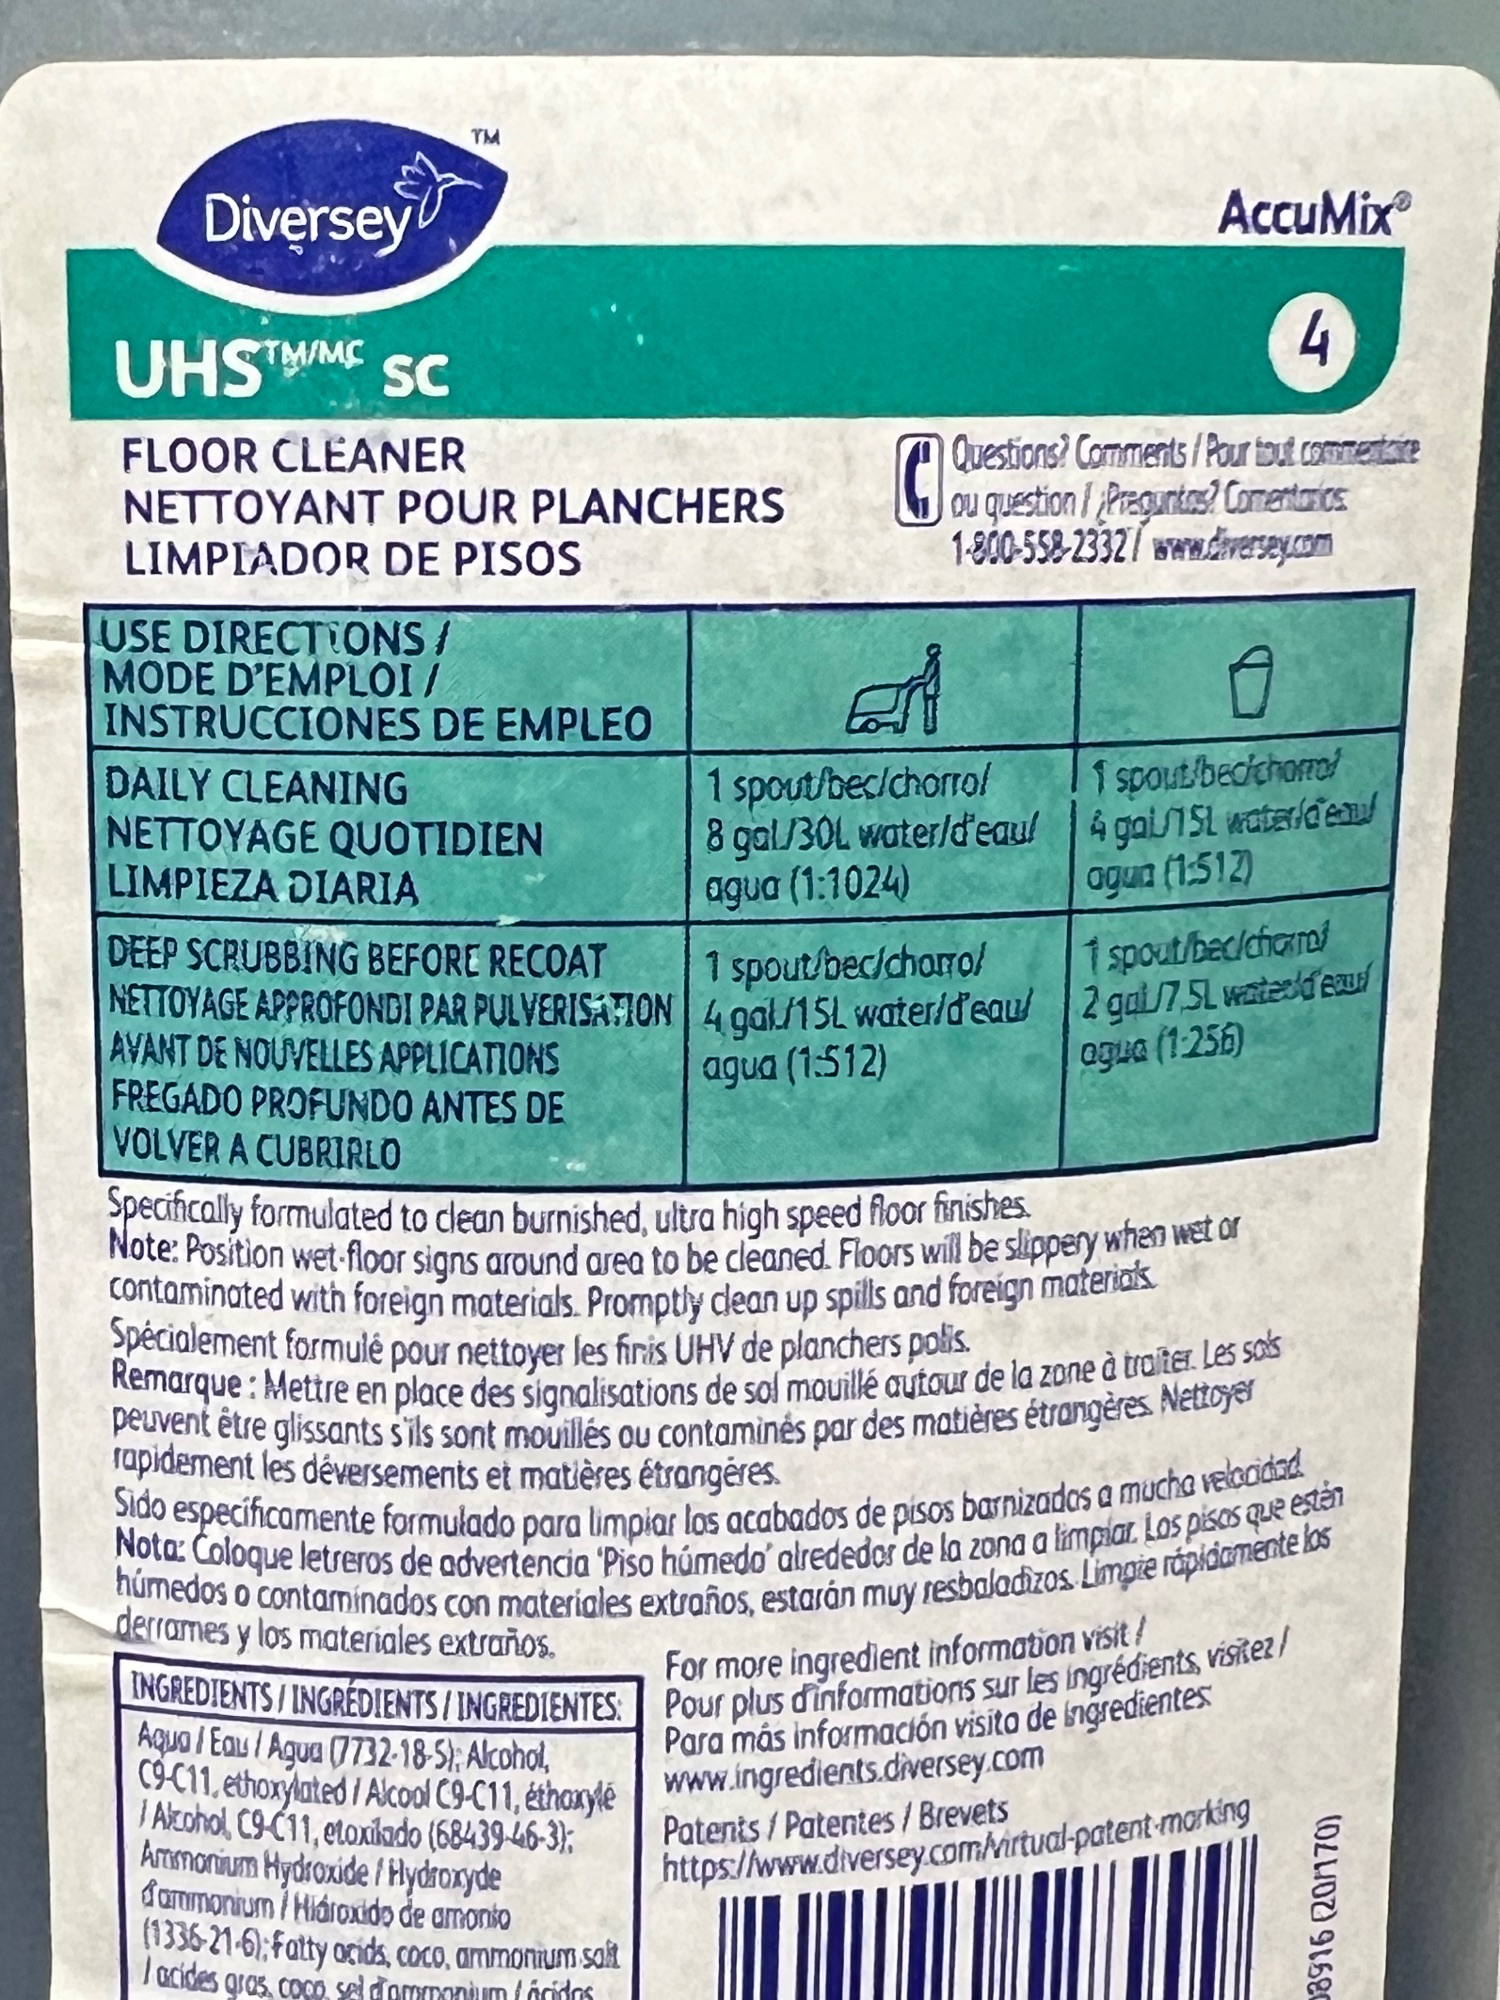 Diversey™
AccuMix®
UHS™/MC SC
4
FLOOR CLEANER
NETTOYANT POUR PLANCHERS
LIMPIADOR DE PISOS
Questions? Comments / Pour tout commentaire
ou question / ¿Preguntas? Comentarios
1-800-558-2332 / www.diversey.com
USE DIRECTIONS /
MODE D'EMPLOI /
INSTRUCCIONES DE EMPLEO
DAILY CLEANING
NETTOYAGE QUOTIDIEN
LIMPIEZA DIARIA
1 spout/bec/chorro/
8 gal./30L water/d'eau/
agua (1:1024)
1 spout/bec/chorro/
4 gal./15L water/d'eau/
agua (1:512)
DEEP SCRUBBING BEFORE RECOAT
NETTOYAGE APPROFONDI PAR PULVERISATION
AVANT DE NOUVELLES APPLICATIONS
FREGADO PROFUNDO ANTES DE
VOLVER A CUBRIRLO
1 spout/bec/chorro/
4 gal./15L water/d'eau/
agua (1:512)
1 spout/bec/chorro/
2 gal./7,5L water/d'eau/
agua (1:256)
Specifically formulated to clean burnished, ultra high speed floor finishes.
Note: Position wet-floor signs around area to be cleaned. Floors will be slippery when wet or
contaminated with foreign materials. Promptly clean up spills and foreign materials.
Spécialement formulé pour nettoyer les finis UHV de planchers polis.
Remarque : Mettre en place des signalisations de sol mouillé autour de la zone à traiter. Les sols
peuvent être glissants s'ils sont mouillés ou contaminés par des matières étrangères. Nettoyer
rapidement les déversements et matières étrangères.
Sido específicamente formulado para limpiar los acabados de pisos barnizados a mucha velocidad.
Nota: Coloque letreros de advertencia 'Piso húmedo' alrededor de la zona a limpiar. Los pisos que estén
húmedos o contaminados con materiales extraños, estarán muy resbaladizos. Limpie rápidamente los
derrames y los materiales extraños.
INGREDIENTS / INGRÉDIENTS / INGREDIENTES:
Aqua / Eau / Agua (7732-18-5); Alcohol,
C9-C11, ethoxylated / Alcool C9-C11, éthoxylé
/ Alcohol, C9-C11, etoxilado (68439-46-3);
Ammonium Hydroxide / Hydroxyde
d'ammonium / Hidróxido de amonio
(1336-21-6); Fatty acids, coco, ammonium salt
/ acides gras, coco, sel d'ammonium / ácidos
For more ingredient information visit /
Pour plus d'informations sur les ingrédients, visitez /
Para más información visita de ingredientes:
www.ingredients.diversey.com
Patents / Patentes / Brevets
https://www.diversey.com/virtual-patent-marking
8916 (20/170)